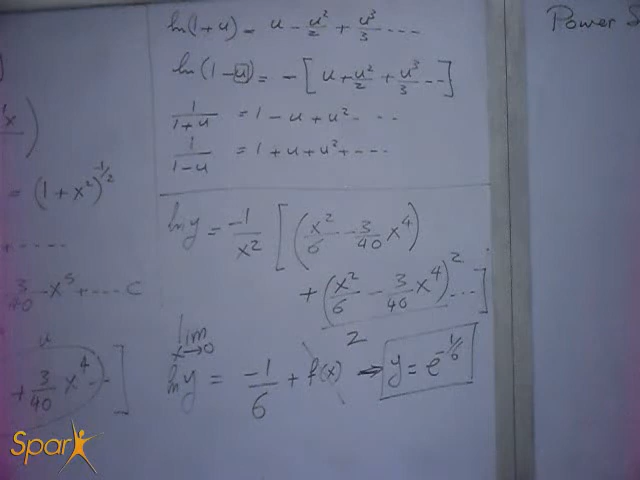 ln(1+u) = u - u²/2 + u³/3 ----
ln(1-u) = -[u + u²/2 + u³/3 ---]
1/(1+u) = 1 - u + u² - ---
1/(1-u) = 1 + u + u² + ----
Power
'x
= (1+x²)^(-1/2)
+ -----
3/40 - x⁵ + ---- C
u
+ 3/40 x⁴ -- ]
ln y = -1/x² [ (x²/6 - 3/40 x⁴)
+ (x²/6 - 3/40 x⁴)²/2 ---- ]
lim x→0
ln y = -1/6 + f(x) → y = e^(-1/6)
Spark